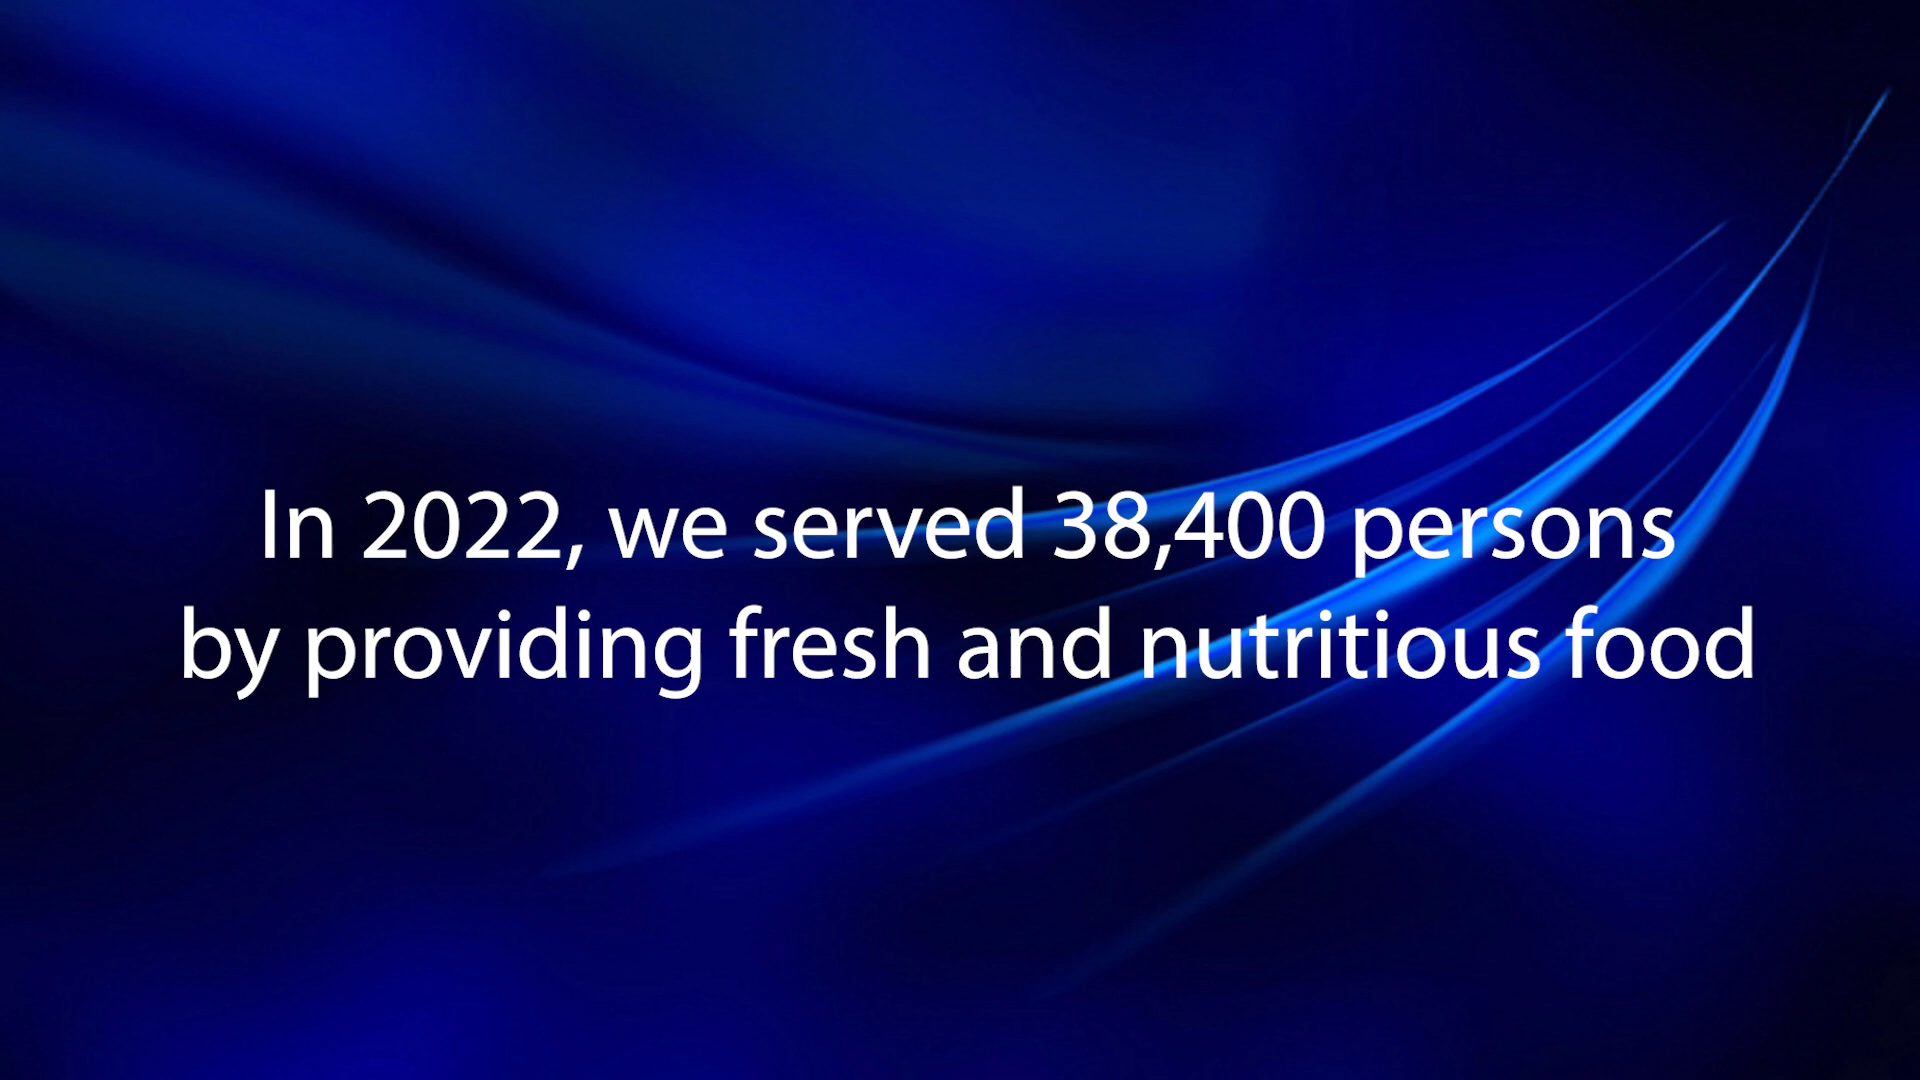 In 2022, we served 38,400 persons
by providing fresh and nutritious food